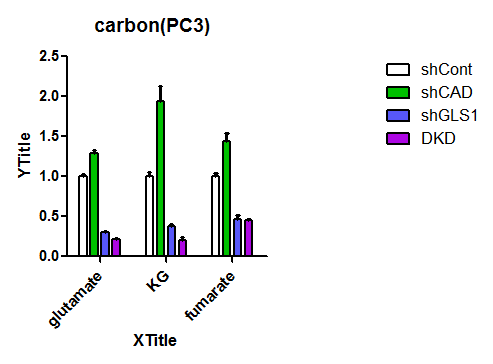 carbon(PC3)
2.5
2.0
1.5
1.0
0.5
0.0
YTitle
glutamate
KG
fumarate
XTitle
shCont
shCAD
shGLS1
DKD